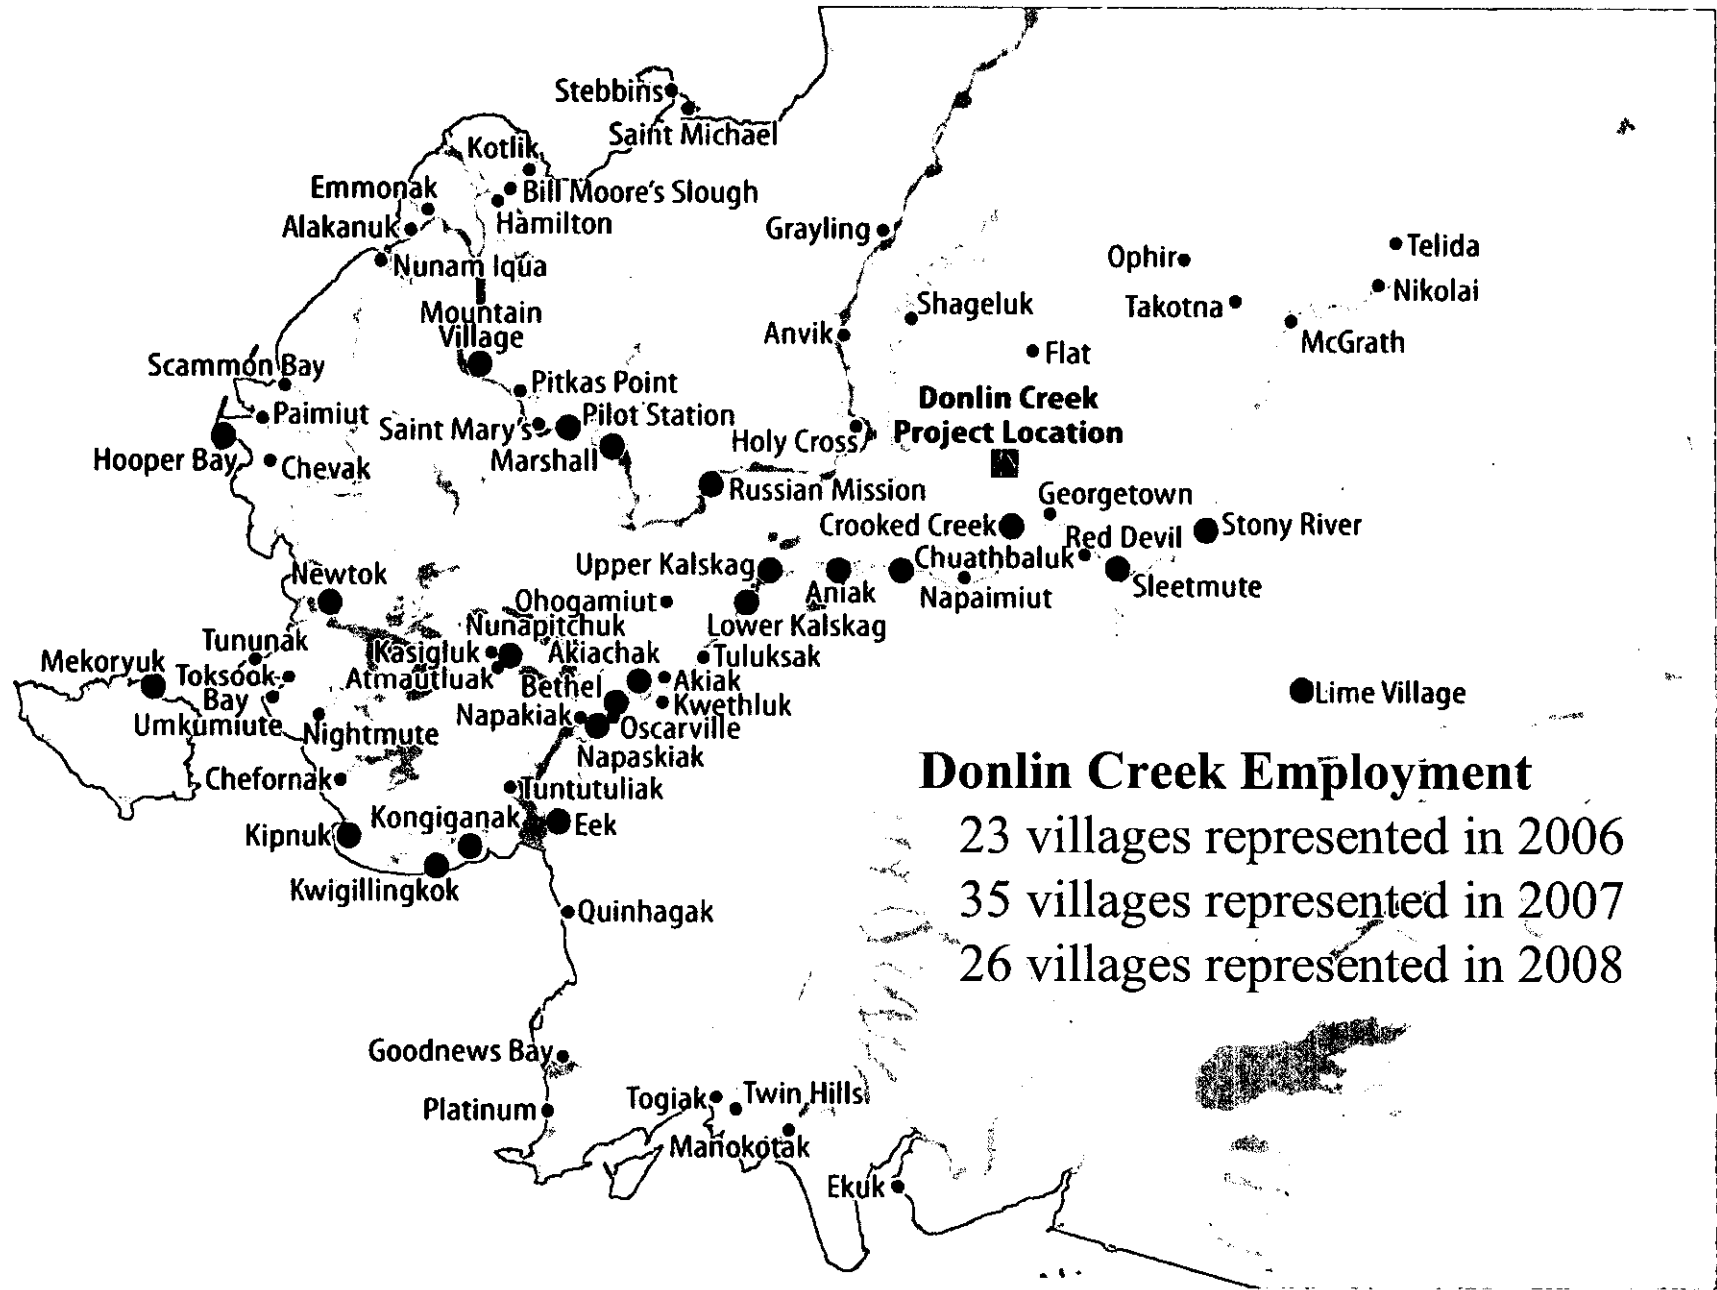 Stebbins
Saint Michael
Kotlik
Bill Moore's Slough
Hamilton
Emmonak
Alakanuk
Nunam Iqua
Grayling
Ophir
Telida
Nikolai
Takotna
McGrath
Shageluk
Anvik
Flat
Mountain
Village
Scammon Bay
Paimiut
Hooper Bay
Chevak
Pitkas Point
Pilot Station
Saint Mary's
Marshall
Holy Cross
Russian Mission
Donlin Creek
Project Location
Georgetown
Crooked Creek
Red Devil
Stony River
Sleetmute
Chuathbaluk
Napaimiut
Aniak
Upper Kalskag
Lower Kalskag
Ohogamiut
Newtok
Nunapitchuk
Kasigluk
Akiachak
Tuluksak
Atmautluak
Bethel
Akiak
Kwethluk
Tununak
Mekoryuk
Toksook
Bay
Umkumiute
Nightmute
Napakiak
Oscarville
Napaskiak
Lime Village
Chefornak
Tuntutuliak
Kongiganak
Eek
Kipnuk
Kwigillingkok
Quinhagak
Donlin Creek Employment
23 villages represented in 2006
35 villages represented in 2007
26 villages represented in 2008
Goodnews Bay
Platinum
Togiak
Twin Hills
Manokotak
Ekuk